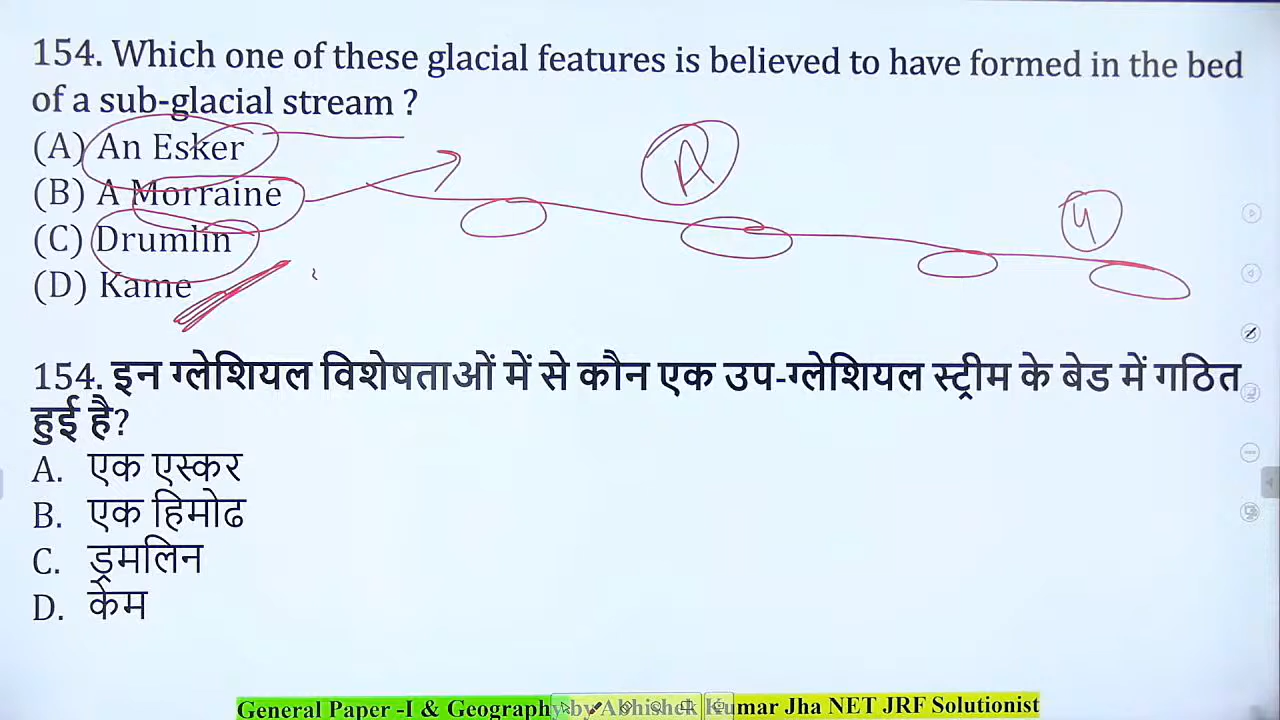 154. Which one of these glacial features is believed to have formed in the bed
of a sub-glacial stream ?
(A) An Esker
(B) A Morraine
(C) Drumlin
(D) Kame
A
4
154. इन ग्लेशियल विशेषताओं में से कौन एक उप-ग्लेशियल स्ट्रीम के बेड में गठित
हुई है?
A. एक एस्कर
B. एक हिमोढ
C. ड्रमलिन
D. केम
General Paper -I & Geography by Abhishek Kumar Jha NET JRF Solutionist